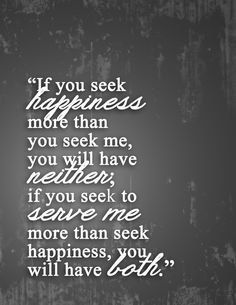 “If you seek
happiness
more than
you seek me,
you will have
neither;
if you seek to
serve me
more than seek
happiness, you
will have both.”